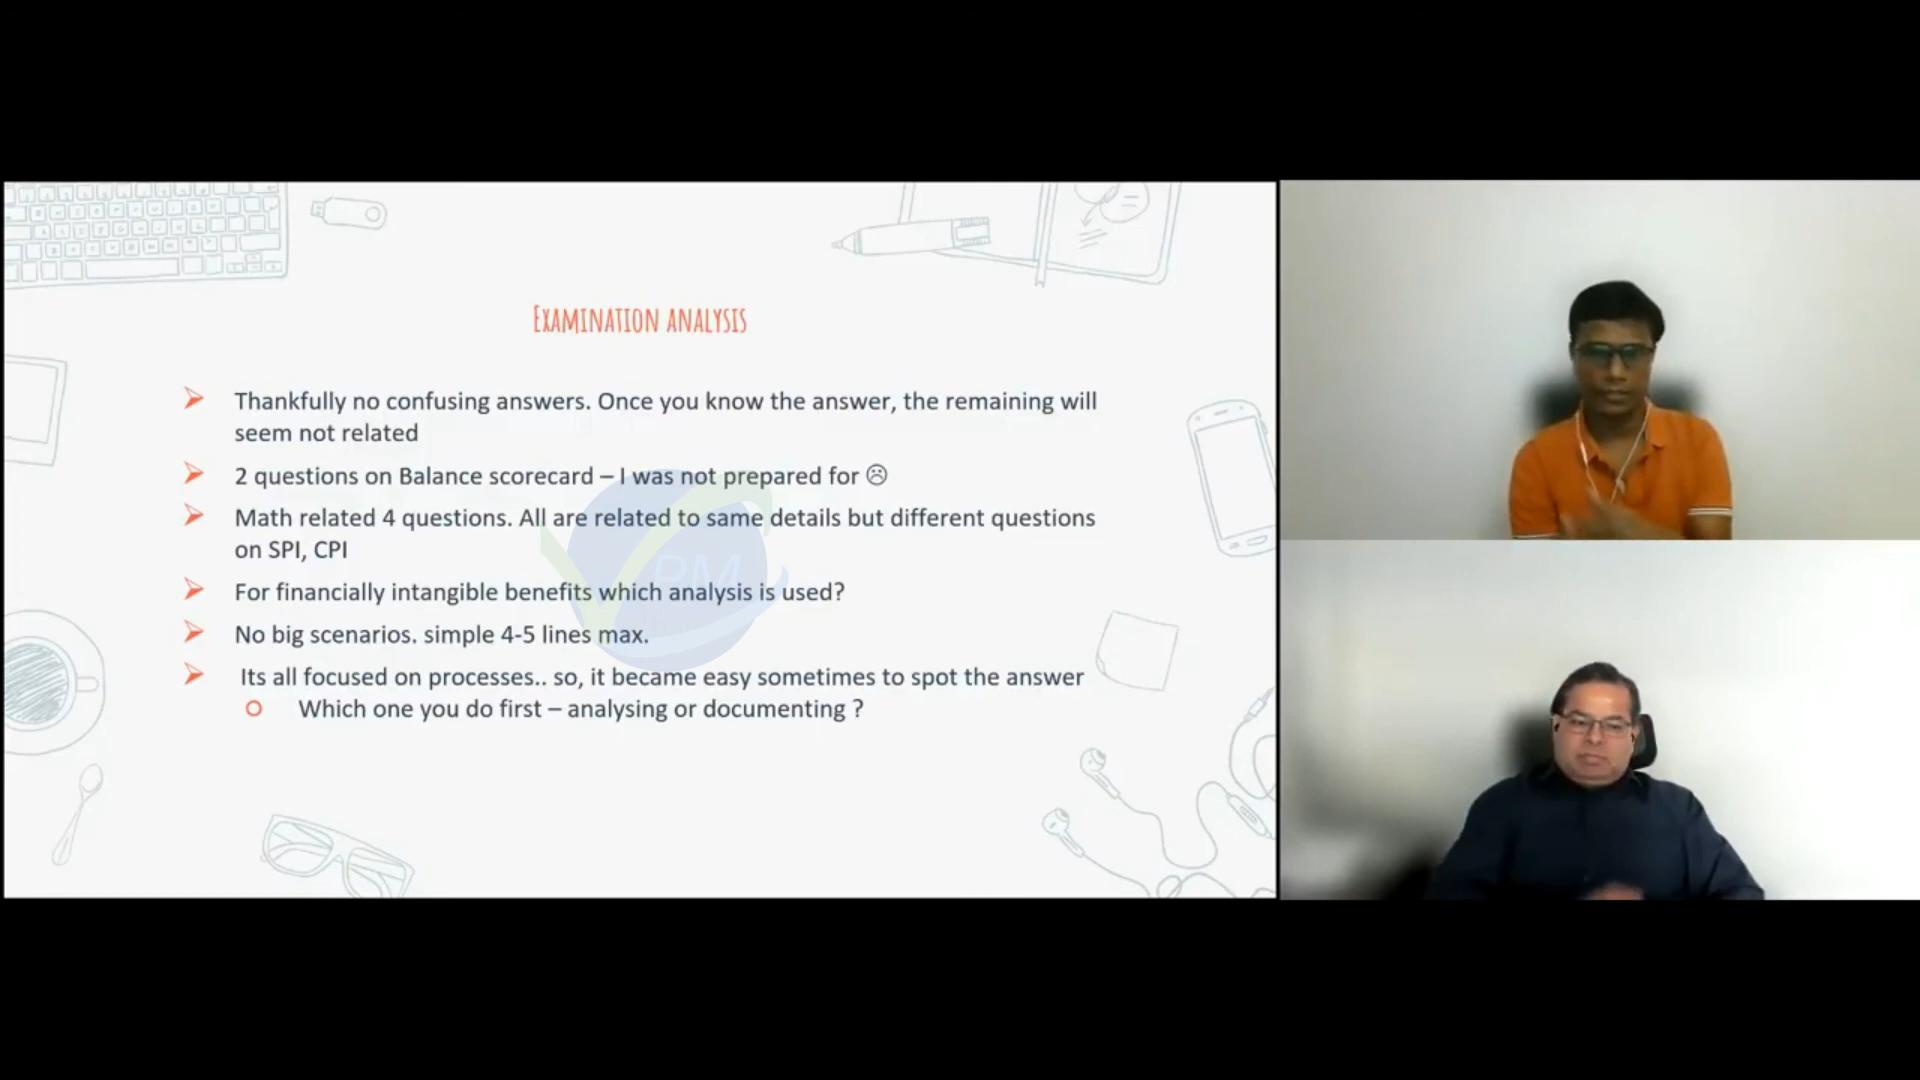 Examination analysis
Thankfully no confusing answers. Once you know the answer, the remaining will
seem not related
2 questions on Balance scorecard – I was not prepared for ☹
Math related 4 questions. All are related to same details but different questions
on SPI, CPI
For financially intangible benefits which analysis is used?
No big scenarios. simple 4-5 lines max.
Its all focused on processes.. so, it became easy sometimes to spot the answer
Which one you do first – analysing or documenting ?
PM